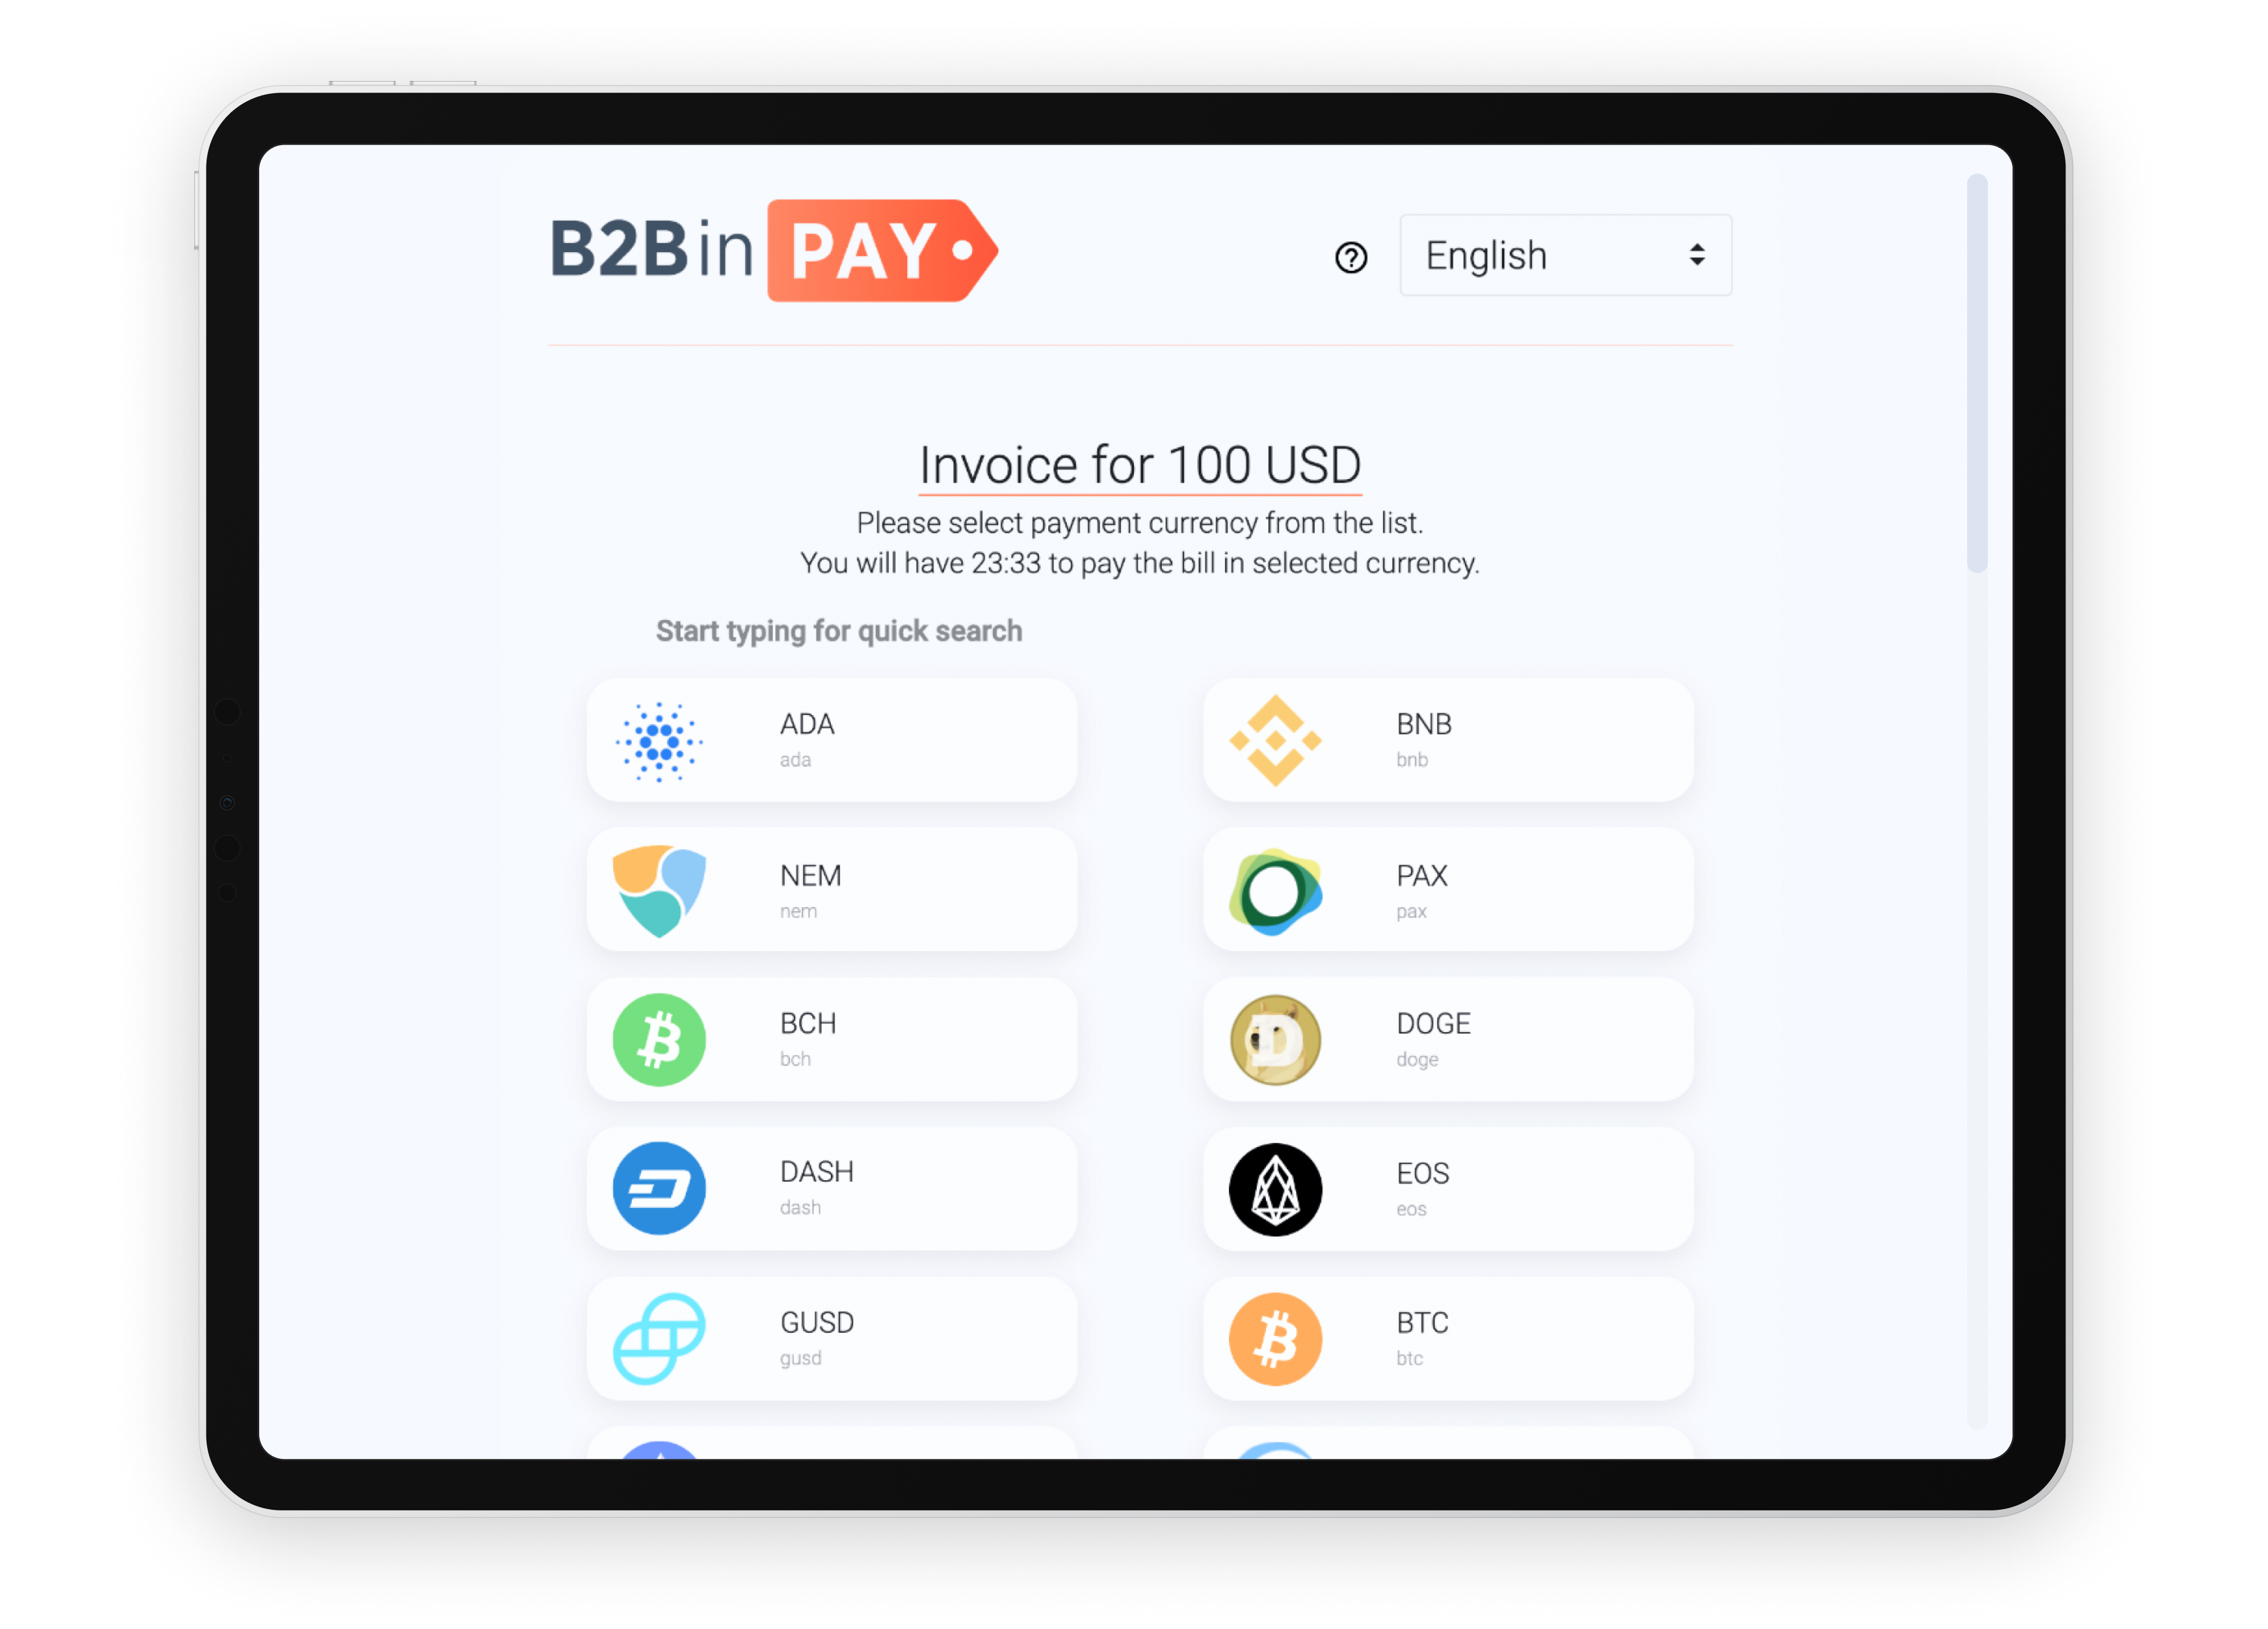 B2Bin PAY
English
Invoice for 100 USD
Please select payment currency from the list.
You will have 23:33 to pay the bill in selected currency.
Start typing for quick search
ADA
ada
BNB
bnb
NEM
nem
PAX
pax
BCH
bch
DOGE
doge
DASH
dash
EOS
eos
GUSD
gusd
BTC
btc